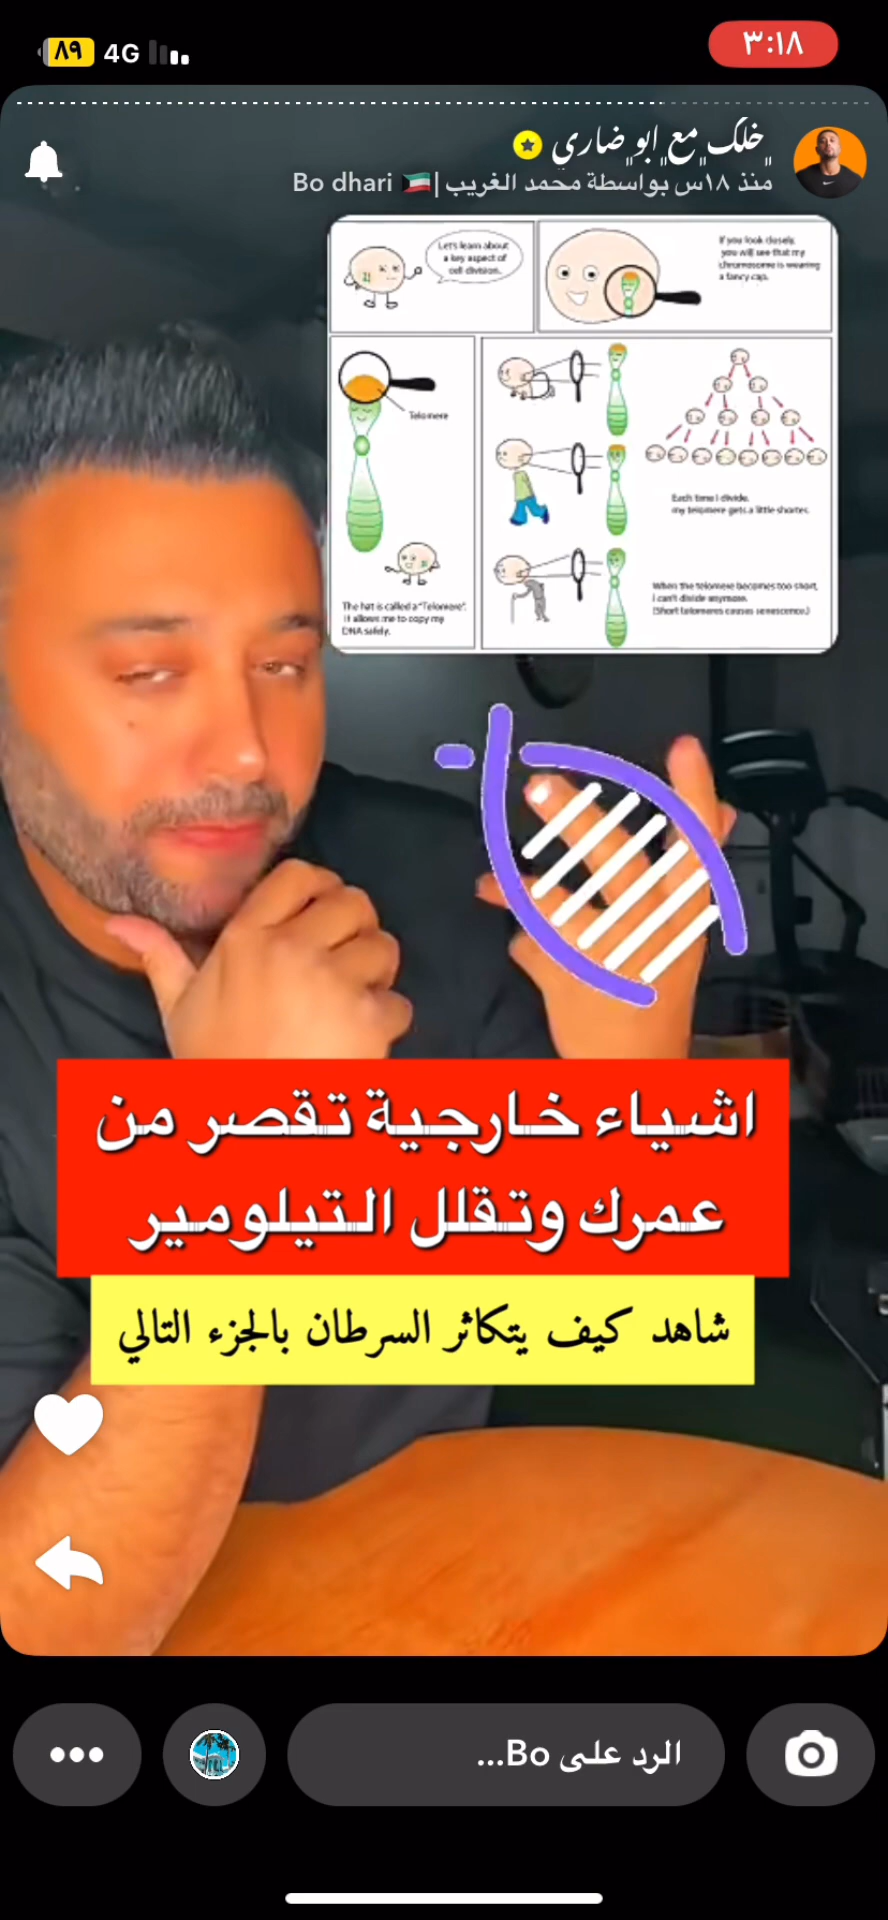 ٨٩ 4G ٣:١٨
خلك مع ابو ضاري
منذ ١٨س بواسطة محمد الغريب | Bo dhari
Let's learn about
a key aspect of
cell division.
If you look closely,
you will see that my
chromosome is wearing
a fancy cap.
Telomere
The hat is called a "Telomere".
It allows me to copy my
DNA safely.
Each time I divide,
my telomere gets a little shorter.
When the telomere becomes too short,
I can't divide anymore.
(Short telomeres causes senescence.)
اشياء خارجية تقصر من
عمرك وتقلل التيلومير
شاهد كيف يتكاثر السرطان بالجزء التالي
الرد على Bo...